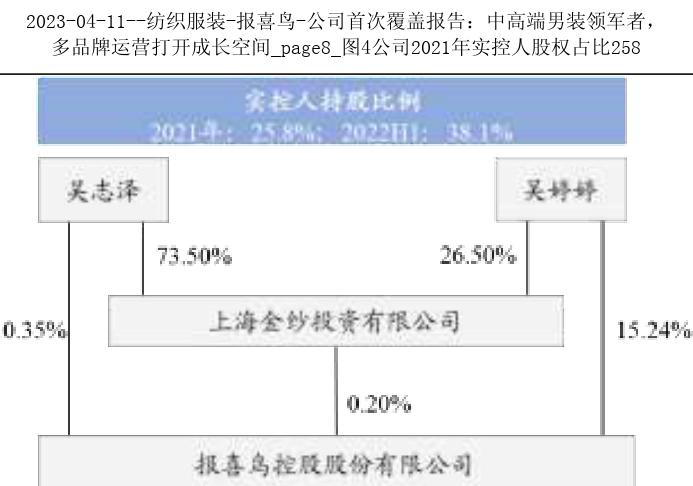 2023-04-11--纺织服装-报喜鸟-公司首次覆盖报告：中高端男装领军者，
多品牌运营打开成长空间_page8_图4公司2021年实控人股权占比258
实控人持股比例
2021年：25.8%；2022H1：38.1%
吴志泽
吴婷婷
73.50%
26.50%
上海金纱投资有限公司
0.35%
15.24%
0.20%
报喜鸟控股股份有限公司